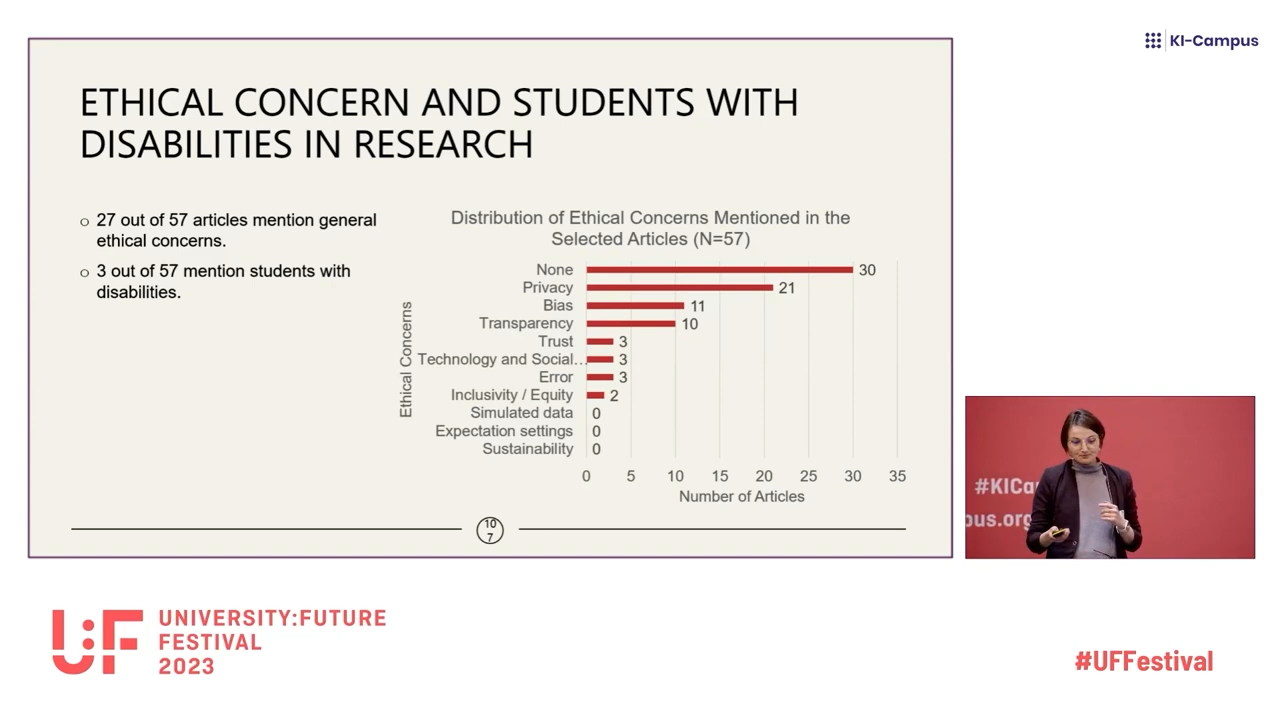 KI-Campus
ETHICAL CONCERN AND STUDENTS WITH
DISABILITIES IN RESEARCH
o 27 out of 57 articles mention general
ethical concerns.
o 3 out of 57 mention students with
disabilities.
Distribution of Ethical Concerns Mentioned in the
Selected Articles (N=57)
Ethical Concerns
None 30
Privacy 21
Bias 11
Transparency 10
Trust 3
Technology and Social… 3
Error 3
Inclusivity / Equity 2
Simulated data 0
Expectation settings 0
Sustainability 0
0 5 10 15 20 25 30 35
Number of Articles
10
7
#KICa
pus.org
U:F
UNIVERSITY:FUTURE
FESTIVAL
2023
#UFFestival